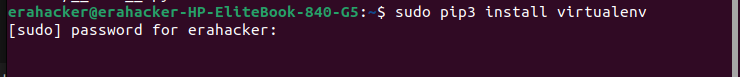 erahacker@erahacker-HP-EliteBook-840-G5:~$ sudo pip3 install virtualenv
[sudo] password for erahacker: